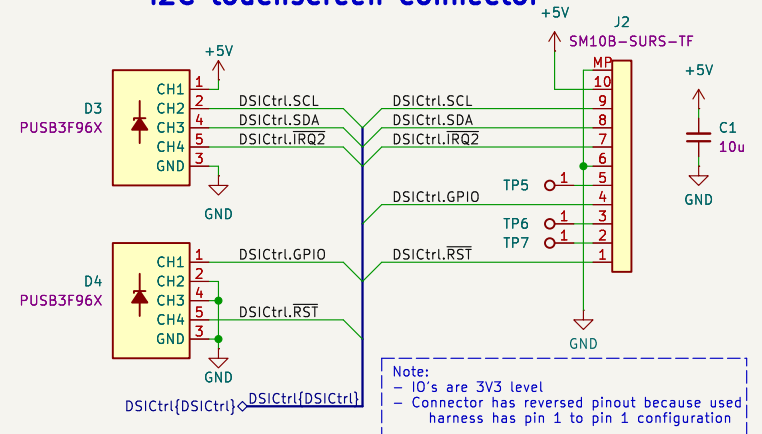 I2C touchscreen connector
+5V
J2
SM10B-SURS-TF
D3
PUSB3F96X
+5V
CH1 1
CH2 2
CH3 4
CH4 5
GND 3
GND
DSICtrl.SCL
DSICtrl.SDA
DSICtrl.IRQ2
DSICtrl.SCL
DSICtrl.SDA
DSICtrl.IRQ2
DSICtrl.GPIO
DSICtrl.RST
MP
10
9
8
7
6
5
4
3
2
1
TP5 1
TP6 1
TP7 1
GND
+5V
C1
10u
GND
D4
PUSB3F96X
CH1 1
CH2 2
CH3 4
CH4 5
GND 3
GND
DSICtrl.GPIO
DSICtrl.RST
DSICtrl{DSICtrl}
DSICtrl{DSICtrl}
Note:
- IO's are 3V3 level
- Connector has reversed pinout because used
harness has pin 1 to pin 1 configuration